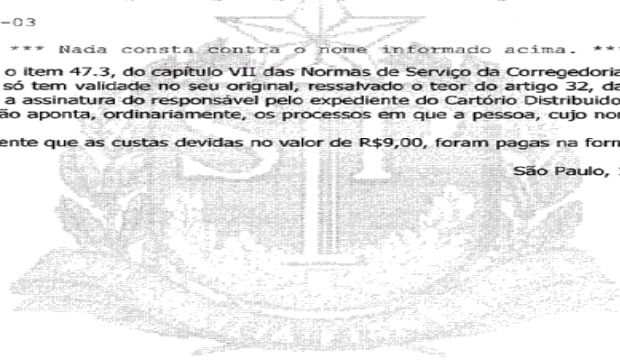 -03
*** Nada consta contra o nome informado acima. **
o item 47.3, do capítulo VII das Normas de Serviço da Corregedoria
só tem validade no seu original, ressalvado o teor do artigo 32, da
a assinatura do responsável pelo expediente do Cartório Distribuido
ão aponta, ordinariamente, os processos em que a pessoa, cujo no
ente que as custas devidas no valor de R$9,00, foram pagas na forn
São Paulo,